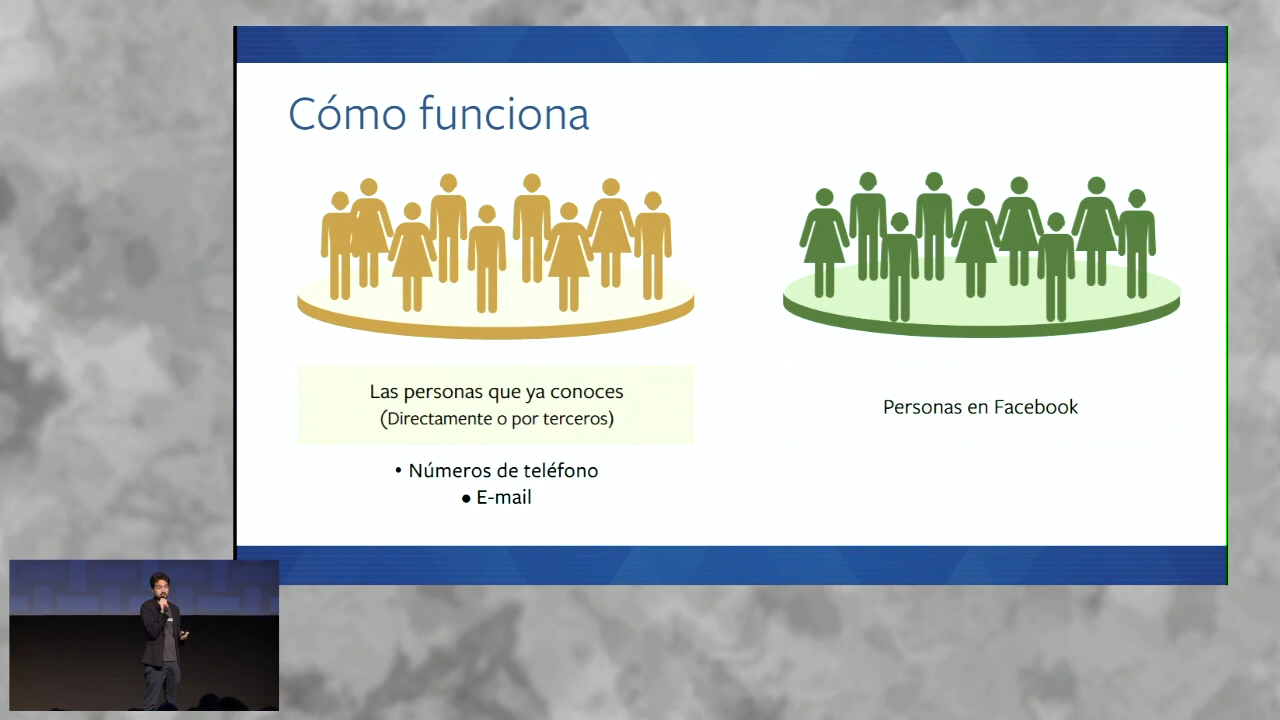 Cómo funciona
Las personas que ya conoces
(Directamente o por terceros)
• Números de teléfono
• E-mail
Personas en Facebook